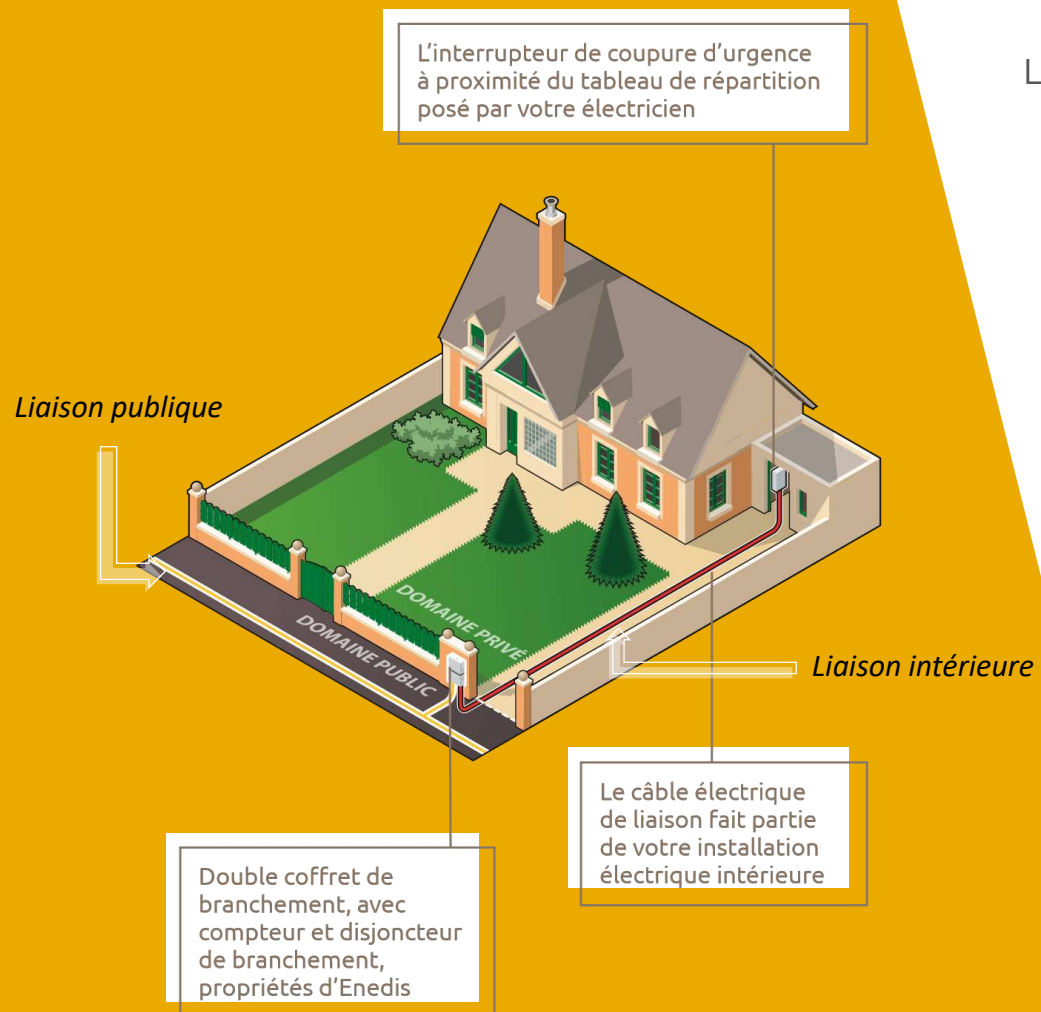 L'interrupteur de coupure d'urgence
à proximité du tableau de répartition
posé par votre électricien
L
Liaison publique
DOMAINE PRIVÉ
DOMAINE PUBLIC
Liaison intérieure
Le câble électrique
de liaison fait partie
de votre installation
électrique intérieure
Double coffret de
branchement, avec
compteur et disjoncteur
de branchement,
propriétés d'Enedis